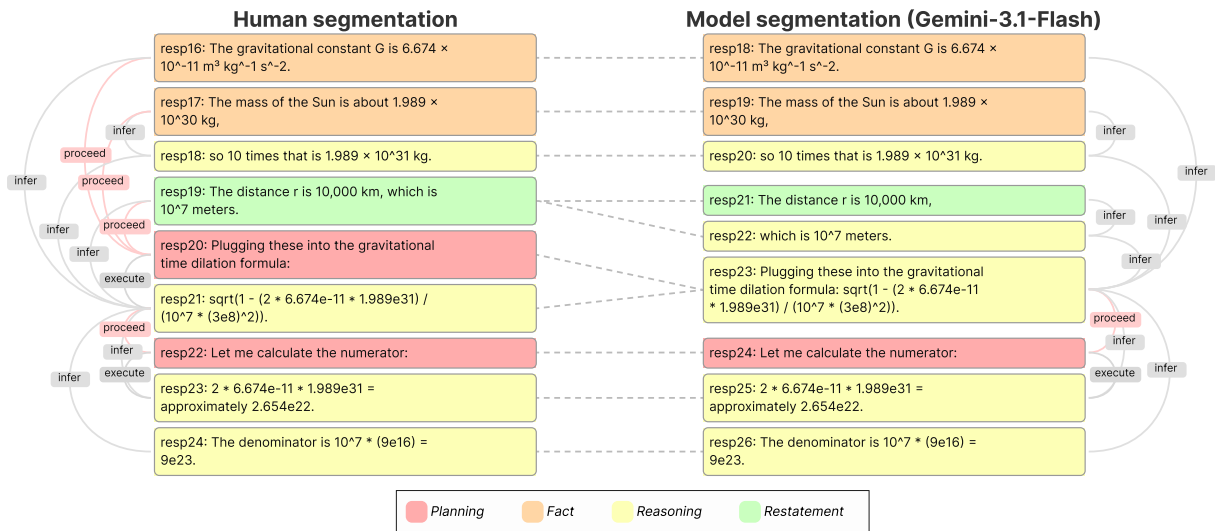 Human segmentation
resp16: The gravitational constant G is 6.674 ×
10^-11 m³ kg^-1 s^-2.
resp17: The mass of the Sun is about 1.989 ×
10^30 kg,
resp18: so 10 times that is 1.989 × 10^31 kg.
resp19: The distance r is 10,000 km, which is
10^7 meters.
resp20: Plugging these into the gravitational
time dilation formula:
resp21: sqrt(1 - (2 * 6.674e-11 * 1.989e31) /
(10^7 * (3e8)^2)).
resp22: Let me calculate the numerator:
resp23: 2 * 6.674e-11 * 1.989e31 =
approximately 2.654e22.
resp24: The denominator is 10^7 * (9e16) =
9e23.
infer
proceed
infer
proceed
proceed
infer
infer
execute
proceed
infer
execute
infer
Model segmentation (Gemini-3.1-Flash)
resp18: The gravitational constant G is 6.674 ×
10^-11 m³ kg^-1 s^-2.
resp19: The mass of the Sun is about 1.989 ×
10^30 kg,
resp20: so 10 times that is 1.989 × 10^31 kg.
resp21: The distance r is 10,000 km,
resp22: which is 10^7 meters.
resp23: Plugging these into the gravitational
time dilation formula: sqrt(1 - (2 * 6.674e-11
* 1.989e31) / (10^7 * (3e8)^2)).
resp24: Let me calculate the numerator:
resp25: 2 * 6.674e-11 * 1.989e31 =
approximately 2.654e22.
resp26: The denominator is 10^7 * (9e16) =
9e23.
infer
infer
infer
infer
infer
proceed
infer
execute
infer
Planning
Fact
Reasoning
Restatement